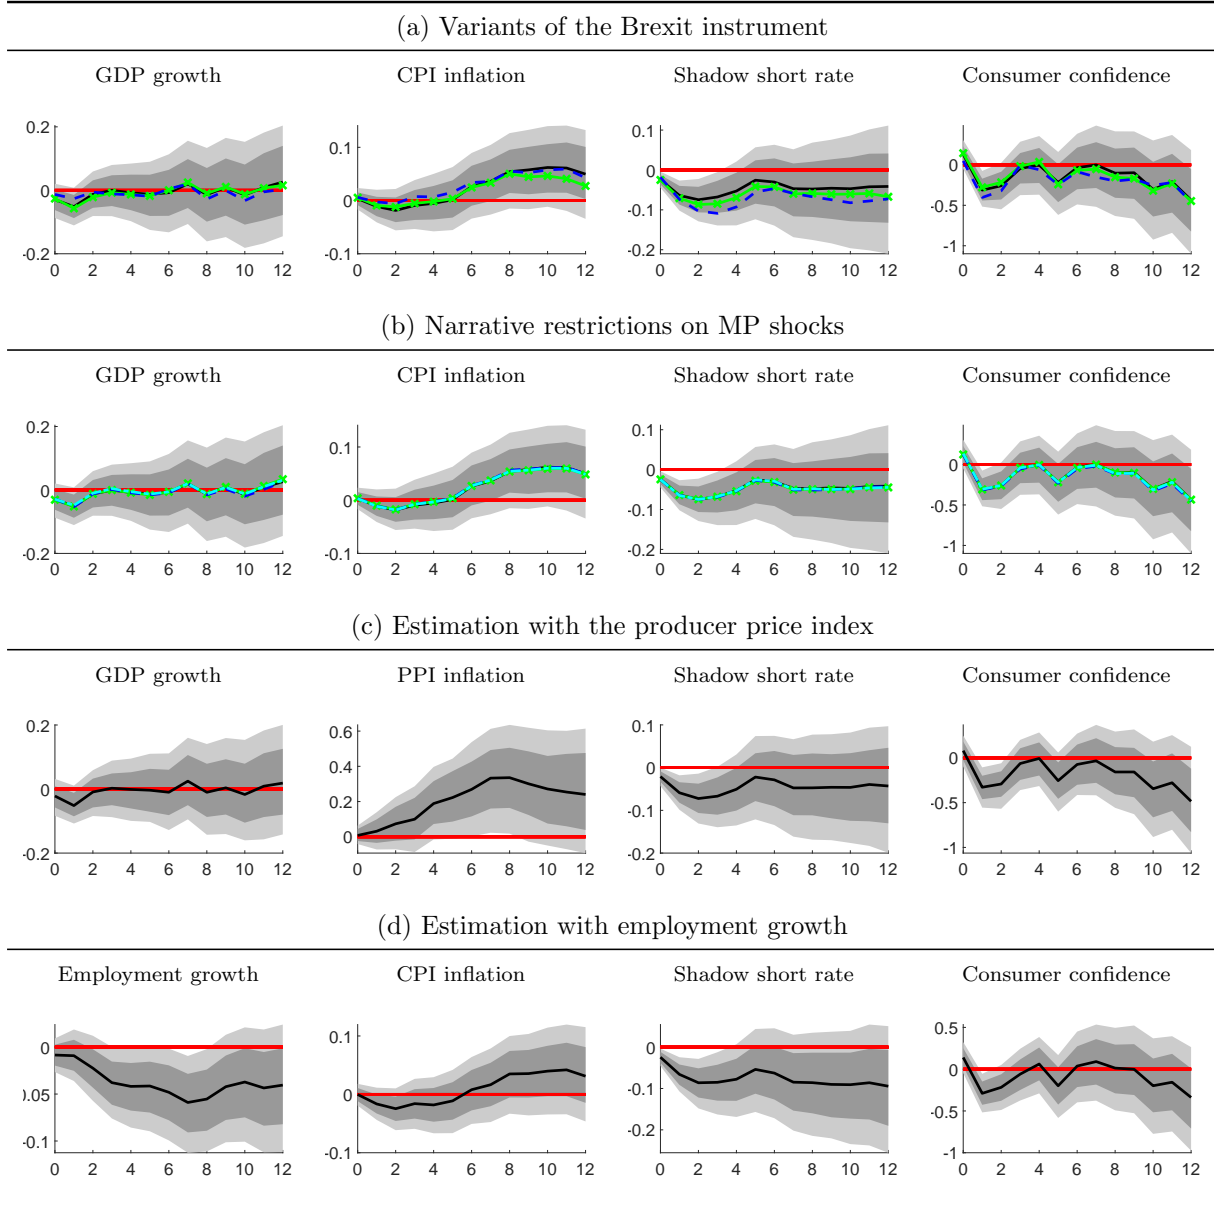 (a) Variants of the Brexit instrument
GDP growth CPI inflation Shadow short rate Consumer confidence
0.2
0
-0.2
0 2 4 6 8 10 12
0.1
0
-0.1
0 2 4 6 8 10 12
0.1
0
-0.1
-0.2
0 2 4 6 8 10 12
0
-0.5
-1
0 2 4 6 8 10 12
(b) Narrative restrictions on MP shocks
GDP growth CPI inflation Shadow short rate Consumer confidence
0.2
0
-0.2
0 2 4 6 8 10 12
0.1
0
-0.1
0 2 4 6 8 10 12
0.1
0
-0.1
-0.2
0 2 4 6 8 10 12
0
-0.5
-1
0 2 4 6 8 10 12
(c) Estimation with the producer price index
GDP growth PPI inflation Shadow short rate Consumer confidence
0.2
0
-0.2
0 2 4 6 8 10 12
0.6
0.4
0.2
0
0 2 4 6 8 10 12
0.1
0
-0.1
-0.2
0 2 4 6 8 10 12
0
-0.5
-1
0 2 4 6 8 10 12
(d) Estimation with employment growth
Employment growth CPI inflation Shadow short rate Consumer confidence
0
0.05
-0.1
0 2 4 6 8 10 12
0.1
0
-0.1
0 2 4 6 8 10 12
0
-0.1
-0.2
0 2 4 6 8 10 12
0.5
0
-0.5
-1
0 2 4 6 8 10 12